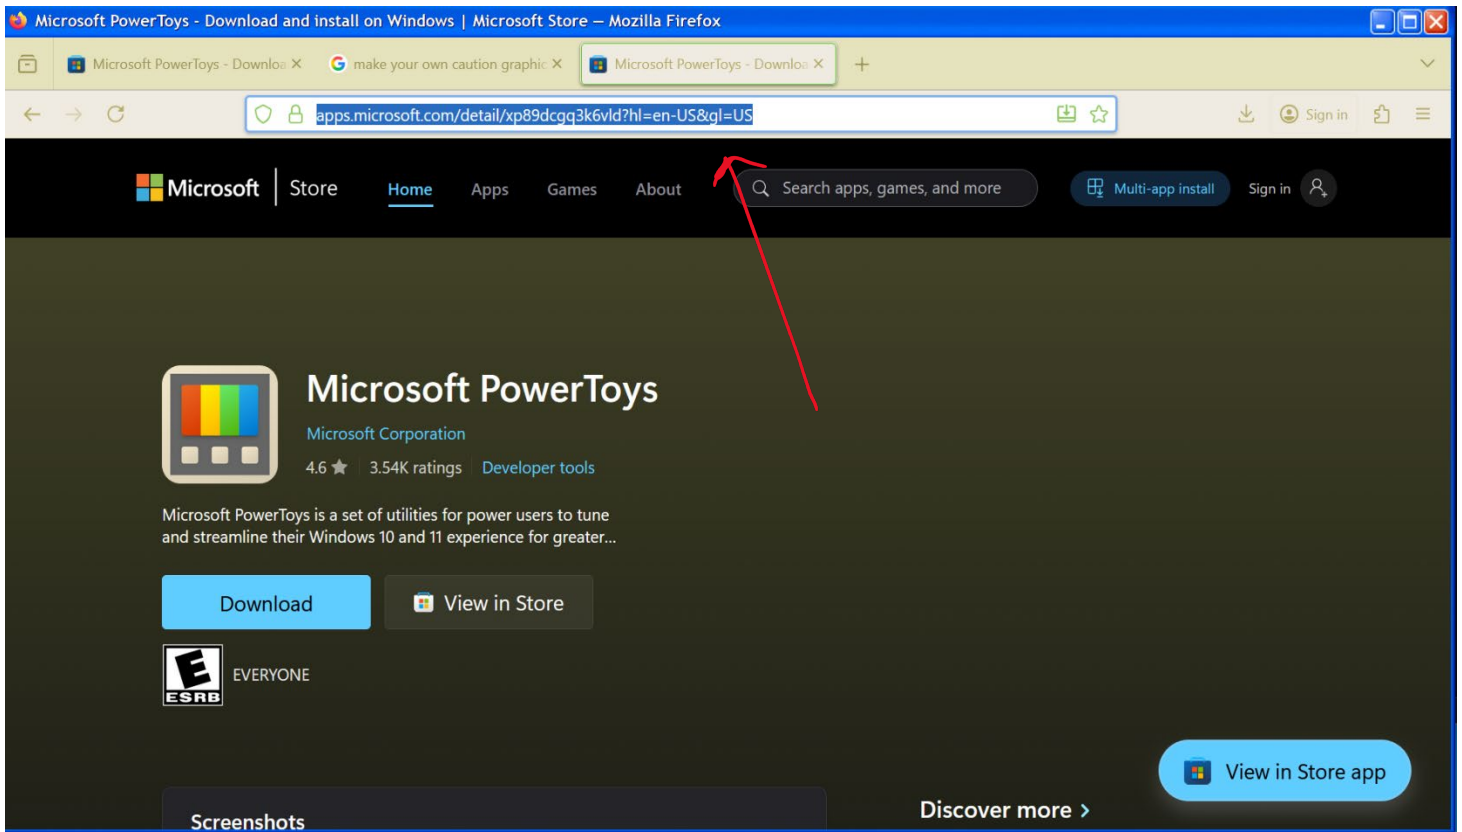 Microsoft PowerToys - Download and install on Windows | Microsoft Store — Mozilla Firefox
Microsoft PowerToys - Downloa
make your own caution graphic
Microsoft PowerToys - Downloa
apps.microsoft.com/detail/xp89dcgq3k6vld?hl=en-US&gl=US
Sign in
Microsoft | Store
Home
Apps
Games
About
Search apps, games, and more
Multi-app install
Sign in
Microsoft PowerToys
Microsoft Corporation
4.6 ★ 3.54K ratings Developer tools
Microsoft PowerToys is a set of utilities for power users to tune
and streamline their Windows 10 and 11 experience for greater...
Download
View in Store
E
ESRB
EVERYONE
View in Store app
Screenshots
Discover more >